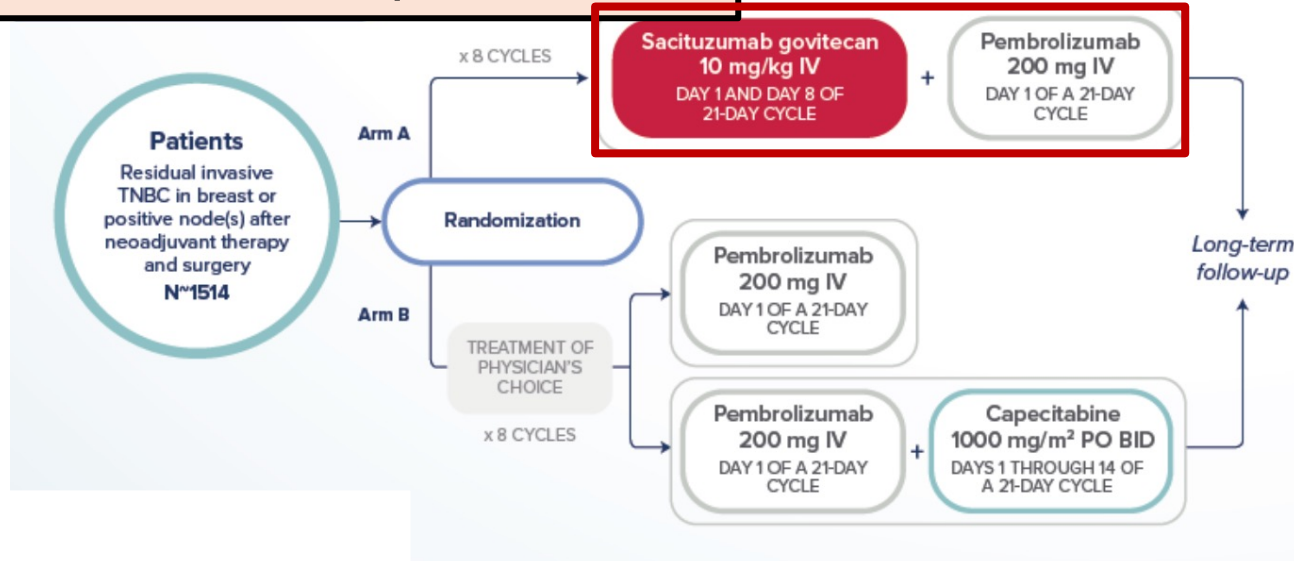 x 8 CYCLES
Sacituzumab govitecan
10 mg/kg IV
DAY 1 AND DAY 8 OF
21-DAY CYCLE
+
Pembrolizumab
200 mg IV
DAY 1 OF A 21-DAY
CYCLE
Patients
Residual invasive
TNBC in breast or
positive node(s) after
neoadjuvant therapy
and surgery
N~1514
Arm A
Randomization
Arm B
TREATMENT OF
PHYSICIAN'S
CHOICE
x 8 CYCLES
Pembrolizumab
200 mg IV
DAY 1 OF A 21-DAY
CYCLE
Pembrolizumab
200 mg IV
DAY 1 OF A 21-DAY
CYCLE
+
Capecitabine
1000 mg/m² PO BID
DAYS 1 THROUGH 14 OF
A 21-DAY CYCLE
Long-term
follow-up